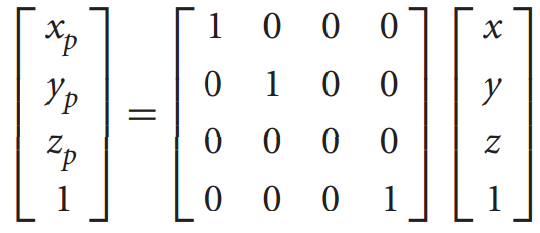 [ x_p ] = [ 1 0 0 0 ] [ x ]
[ y_p ] [ 0 1 0 0 ] [ y ]
[ z_p ] [ 0 0 0 0 ] [ z ]
[ 1 ] [ 0 0 0 1 ] [ 1 ]